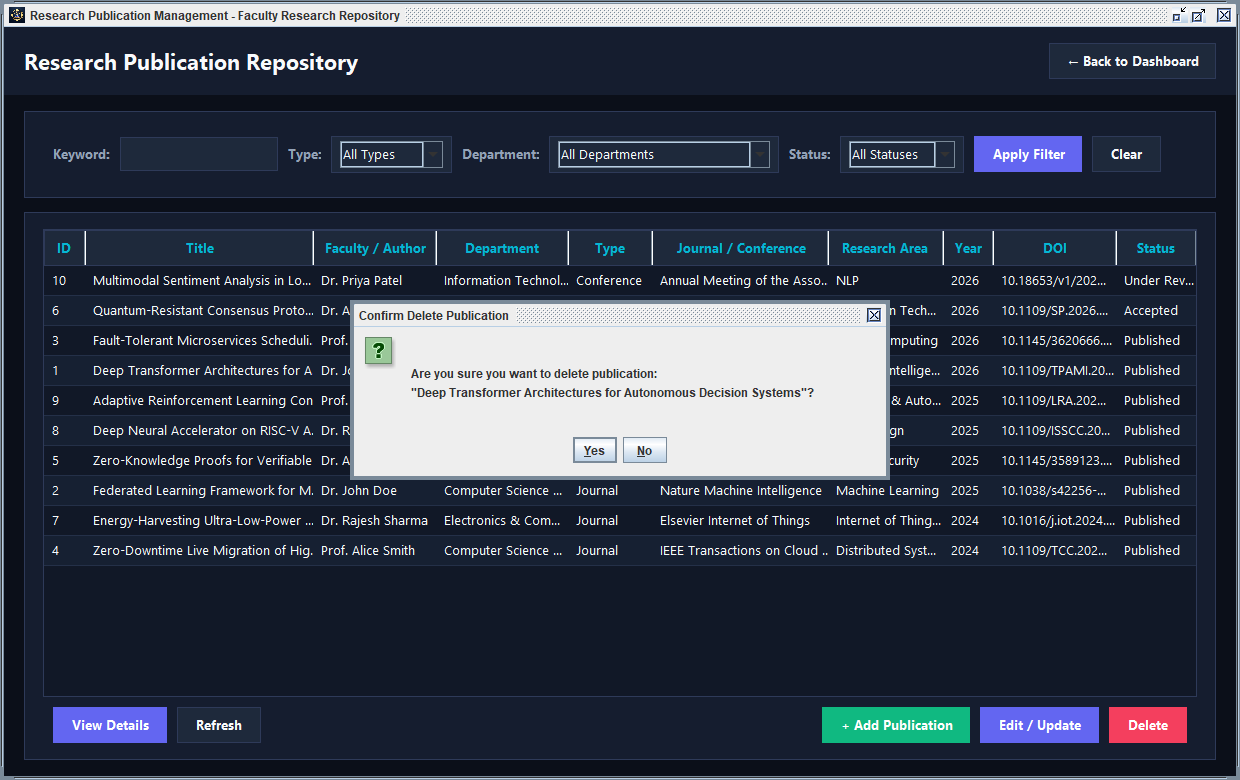 Research Publication Management - Faculty Research Repository
Research Publication Repository
← Back to Dashboard
Keyword: Type: All Types Department: All Departments Status: All Statuses Apply Filter Clear
ID Title Faculty / Author Department Type Journal / Conference Research Area Year DOI Status
10 Multimodal Sentiment Analysis in Lo... Dr. Priya Patel Information Technol... Conference Annual Meeting of the Asso... NLP 2026 10.18653/v1/202... Under Rev...
6 Quantum-Resistant Consensus Proto... Dr. A n Tech... 2026 10.1109/SP.2026.... Accepted
3 Fault-Tolerant Microservices Scheduli... Prof. mputing 2026 10.1145/3620666.... Published
1 Deep Transformer Architectures for A Dr. Jo ntellige... 2026 10.1109/TPAMI.20... Published
9 Adaptive Reinforcement Learning Con Prof. & Auto... 2025 10.1109/LRA.202... Published
8 Deep Neural Accelerator on RISC-V A. Dr. R gn 2025 10.1109/ISSCC.20... Published
5 Zero-Knowledge Proofs for Verifiable Dr. A curity 2025 10.1145/3589123.... Published
2 Federated Learning Framework for M. Dr. John Doe Computer Science ... Journal Nature Machine Intelligence Machine Learning 2025 10.1038/s42256-... Published
7 Energy-Harvesting Ultra-Low-Power ... Dr. Rajesh Sharma Electronics & Com... Journal Elsevier Internet of Things Internet of Thing... 2024 10.1016/j.iot.2024.... Published
4 Zero-Downtime Live Migration of Hig. Prof. Alice Smith Computer Science ... Journal IEEE Transactions on Cloud .. Distributed Syst... 2024 10.1109/TCC.202... Published
Confirm Delete Publication
?
Are you sure you want to delete publication:
"Deep Transformer Architectures for Autonomous Decision Systems"?
Yes No
View Details Refresh + Add Publication Edit / Update Delete